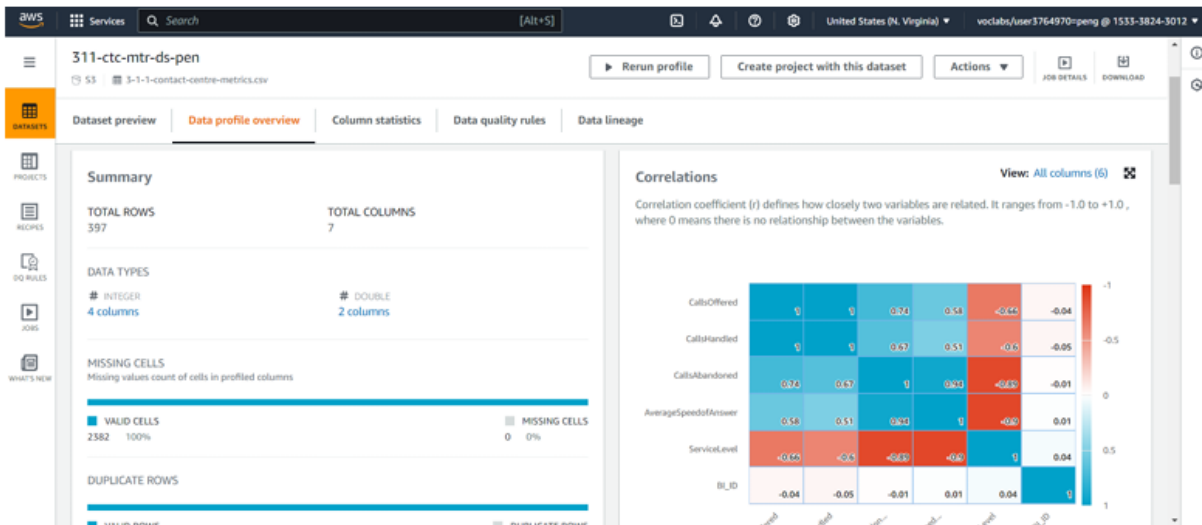 aws
Services
Search
[Alt+S]
United States (N. Virginia) ▼
voclabs/user3764970=peng @ 1533-3824-3012 ▼
311-ctc-mtr-ds-pen
S3
3-1-1-contact-centre-metrics.csv
Rerun profile
Create project with this dataset
Actions ▼
JOB DETAILS
DOWNLOAD
DATASETS
PROJECTS
RECIPES
DQ RULES
JOBS
WHAT'S NEW
Dataset preview
Data profile overview
Column statistics
Data quality rules
Data lineage
Summary
TOTAL ROWS
397
TOTAL COLUMNS
7
DATA TYPES
# INTEGER
4 columns
# DOUBLE
2 columns
MISSING CELLS
Missing values count of cells in profiled columns
VALID CELLS
2382 100%
MISSING CELLS
0 0%
DUPLICATE ROWS
VALID ROWS
DUPLICATE ROWS
Correlations
View: All columns (6)
Correlation coefficient (r) defines how closely two variables are related. It ranges from -1.0 to +1.0 ,
where 0 means there is no relationship between the variables.
CallsOffered 1 1 0.74 0.58 -0.66 -0.04
CallsHandled 1 1 0.67 0.51 -0.6 -0.05
CallsAbandoned 0.74 0.67 1 0.94 -0.89 -0.01
AverageSpeedofAnswer 0.58 0.51 0.94 1 -0.9 0.01
ServiceLevel -0.66 -0.6 -0.89 -0.9 1 0.04
BI_ID -0.04 -0.05 -0.01 0.01 0.04 1
-1
-0.5
0
0.5
1